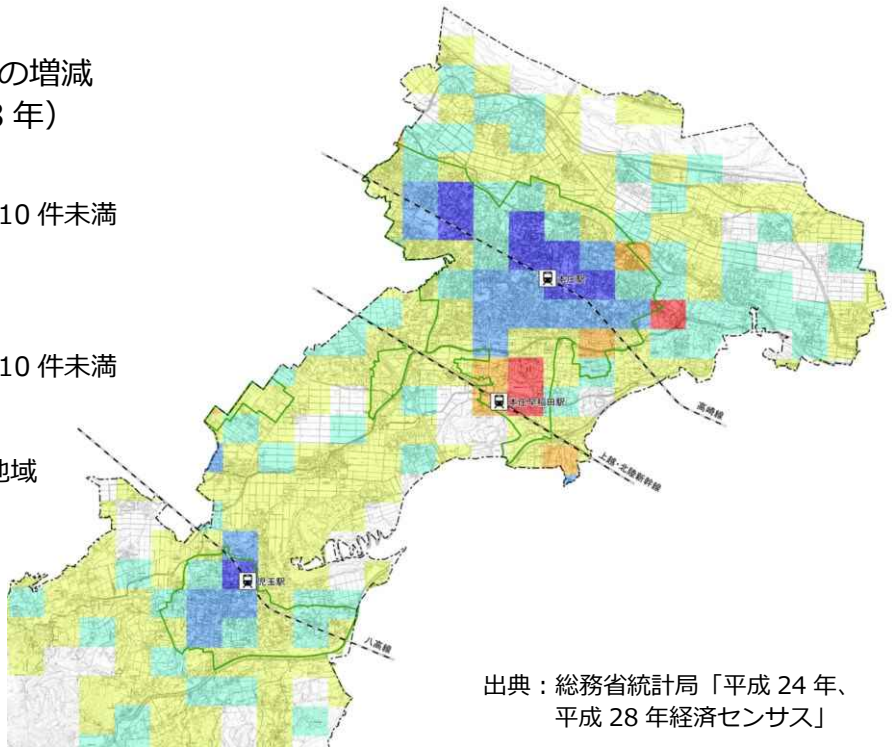 の増減
8 年）
10 件未満
10 件未満
地域
本庄駅
本庄早稲田駅
高崎線
上越・北陸新幹線
児玉駅
八高線
出典：総務省統計局「平成 24 年、
平成 28 年経済センサス」